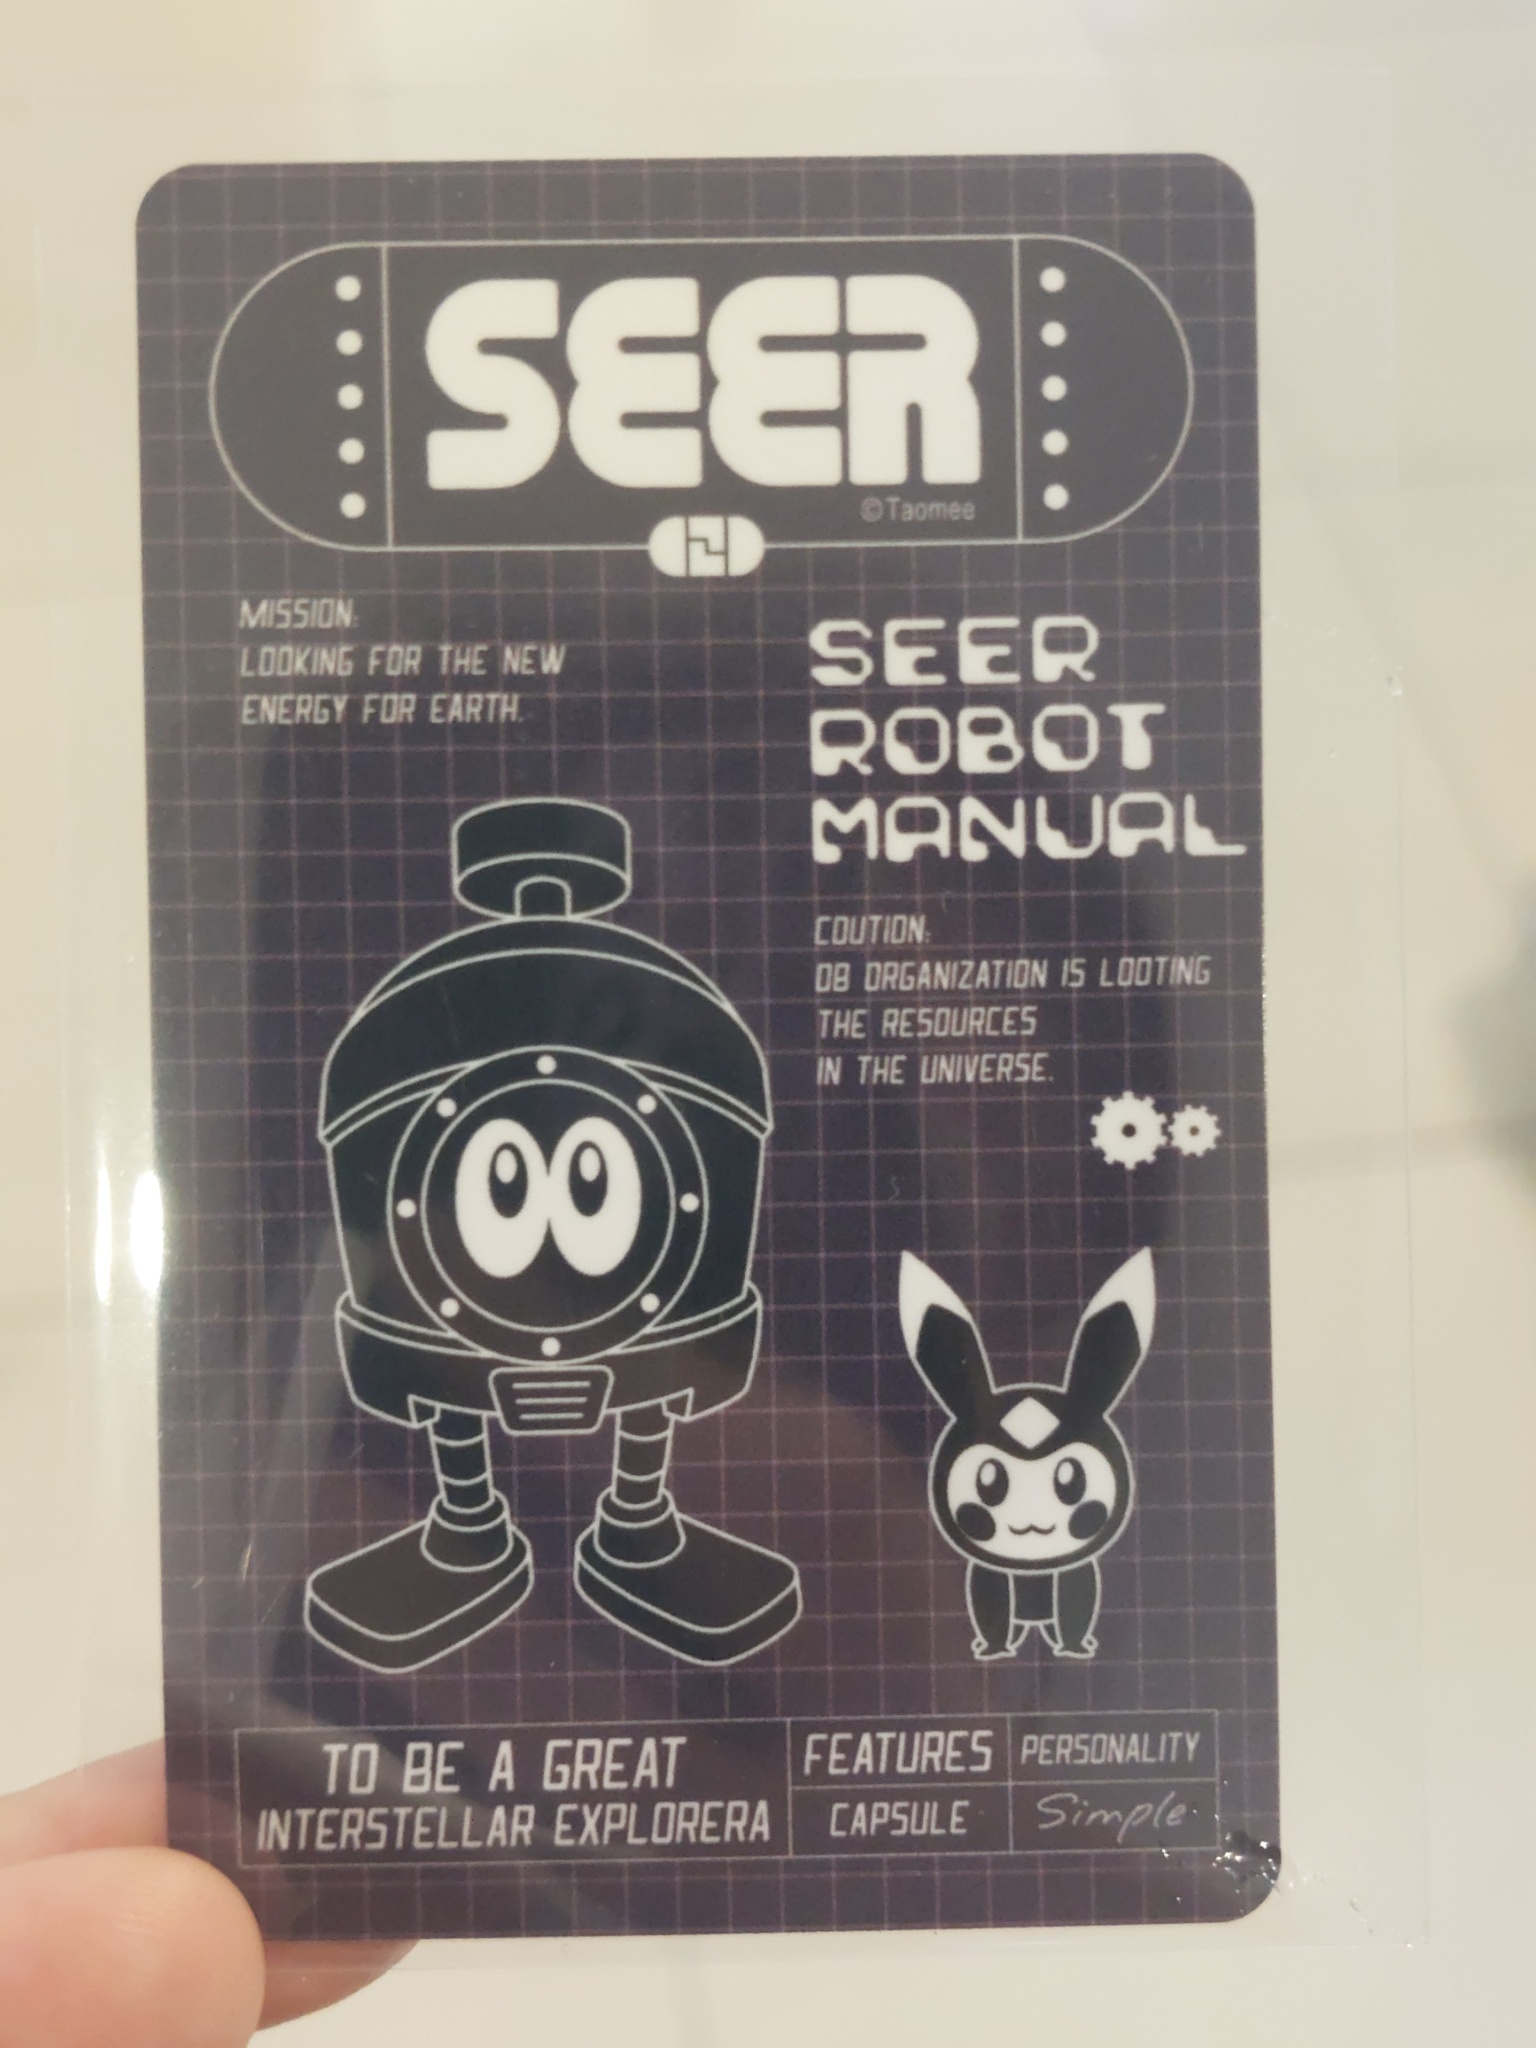 SEER
©Taomee
MISSION:
LOOKING FOR THE NEW
ENERGY FOR EARTH.
SEER
ROBOT
MANUAL
COUTION:
OB ORGANIZATION IS LOOTING
THE RESOURCES
IN THE UNIVERSE.
TO BE A GREAT
INTERSTELLAR EXPLORERA
FEATURES
PERSONALITY
CAPSULE
Simple